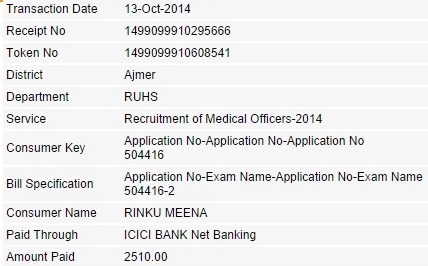 Transaction Date 13-Oct-2014
Receipt No 1499099910295666
Token No 1499099910608541
District Ajmer
Department RUHS
Service Recruitment of Medical Officers-2014
Consumer Key Application No-Application No-Application No
504416
Bill Specification Application No-Exam Name-Application No-Exam Name
504416-2
Consumer Name RINKU MEENA
Paid Through ICICI BANK Net Banking
Amount Paid 2510.00